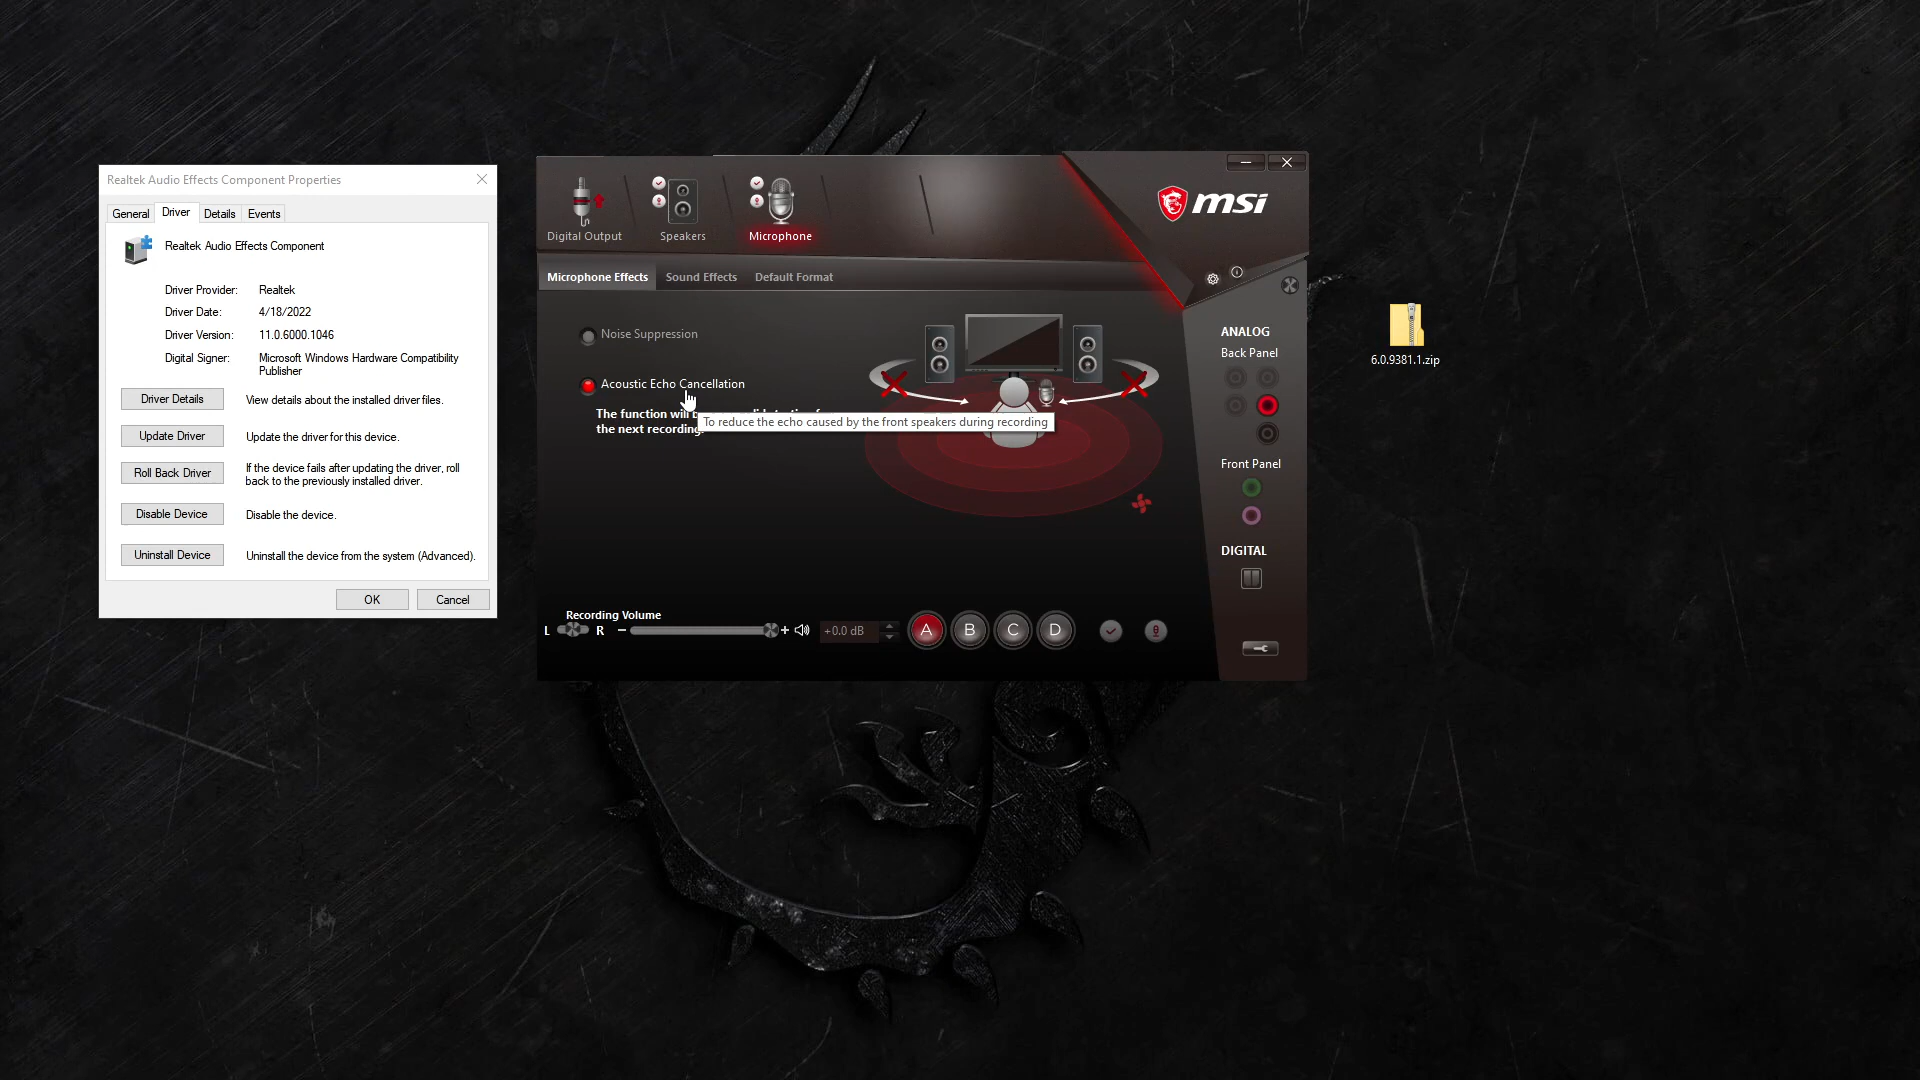 Realtek Audio Effects Component Properties
General Driver Details Events
Realtek Audio Effects Component
Driver Provider: Realtek
Driver Date: 4/18/2022
Driver Version: 11.0.6000.1046
Digital Signer: Microsoft Windows Hardware Compatibility
Publisher
Driver Details View details about the installed driver files.
Update Driver Update the driver for this device.
Roll Back Driver If the device fails after updating the driver, roll
back to the previously installed driver.
Disable Device Disable the device.
Uninstall Device Uninstall the device from the system (Advanced).
OK Cancel
msi
Digital Output Speakers Microphone
Microphone Effects Sound Effects Default Format
Noise Suppression
Acoustic Echo Cancellation
The function will
To reduce the echo caused by the front speakers during recording
the next recording.
Recording Volume
L R − + +0.0 dB A B C D
ANALOG
Back Panel
Front Panel
DIGITAL
6.0.9381.1.zip